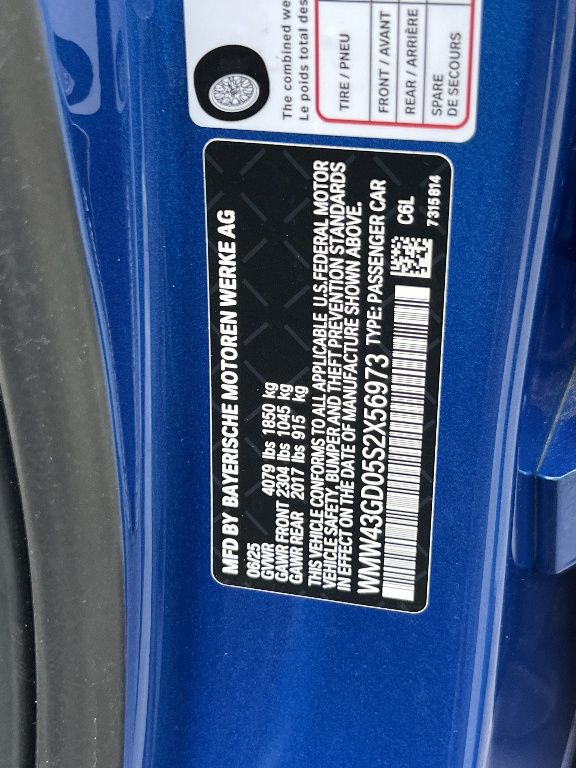 The combined we
Le poids total des
TIRE / PNEU
FRONT / AVANT
REAR / ARRIÈRE
SPARE
DE SECOURS
MFD BY BAYERISCHE MOTOREN WERKE AG
06/25
GVWR 4079 lbs 1850 kg
GAWR FRONT 2304 lbs 1045 kg
GAWR REAR 2017 lbs 915 kg
THIS VEHICLE CONFORMS TO ALL APPLICABLE U.S.FEDERAL MOTOR
VEHICLE SAFETY, BUMPER AND THEFT PREVENTION STANDARDS
IN EFFECT ON THE DATE OF MANUFACTURE SHOWN ABOVE.
WMW43GD05S2X56973 TYPE: PASSENGER CAR
C6L
7315814